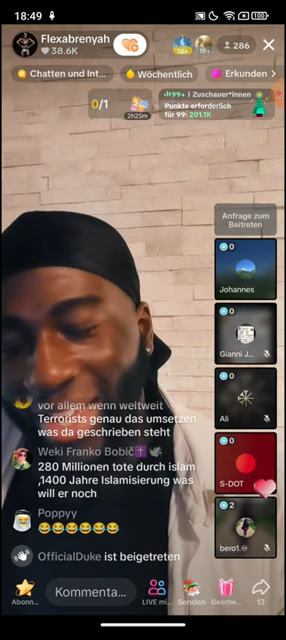 18:49
100
Flexabrenyah
38.6K
10+
286
Chatten und Int...
Wöchentlich
Erkunden
0/1
2h25m
99+ | Zuschauer*innen
Punkte erforderlich
für 99: 201.1K
Anfrage zum
Beitreten
0
Johannes
0
Gianni J...
0
Ali
0
S-DOT
2
bero1.
vor allem wenn weltweit
Terrorists genau das umsetzen
was da geschrieben steht
Weki Franko Bobič
280 Millionen tote durch islam
,1400 Jahre Islamisierung was
will er noch
Poppyy
OfficialDuke ist beigetreten
Abonn...
Kommenta...
LIVE mi...
Senden
Gesche...
13